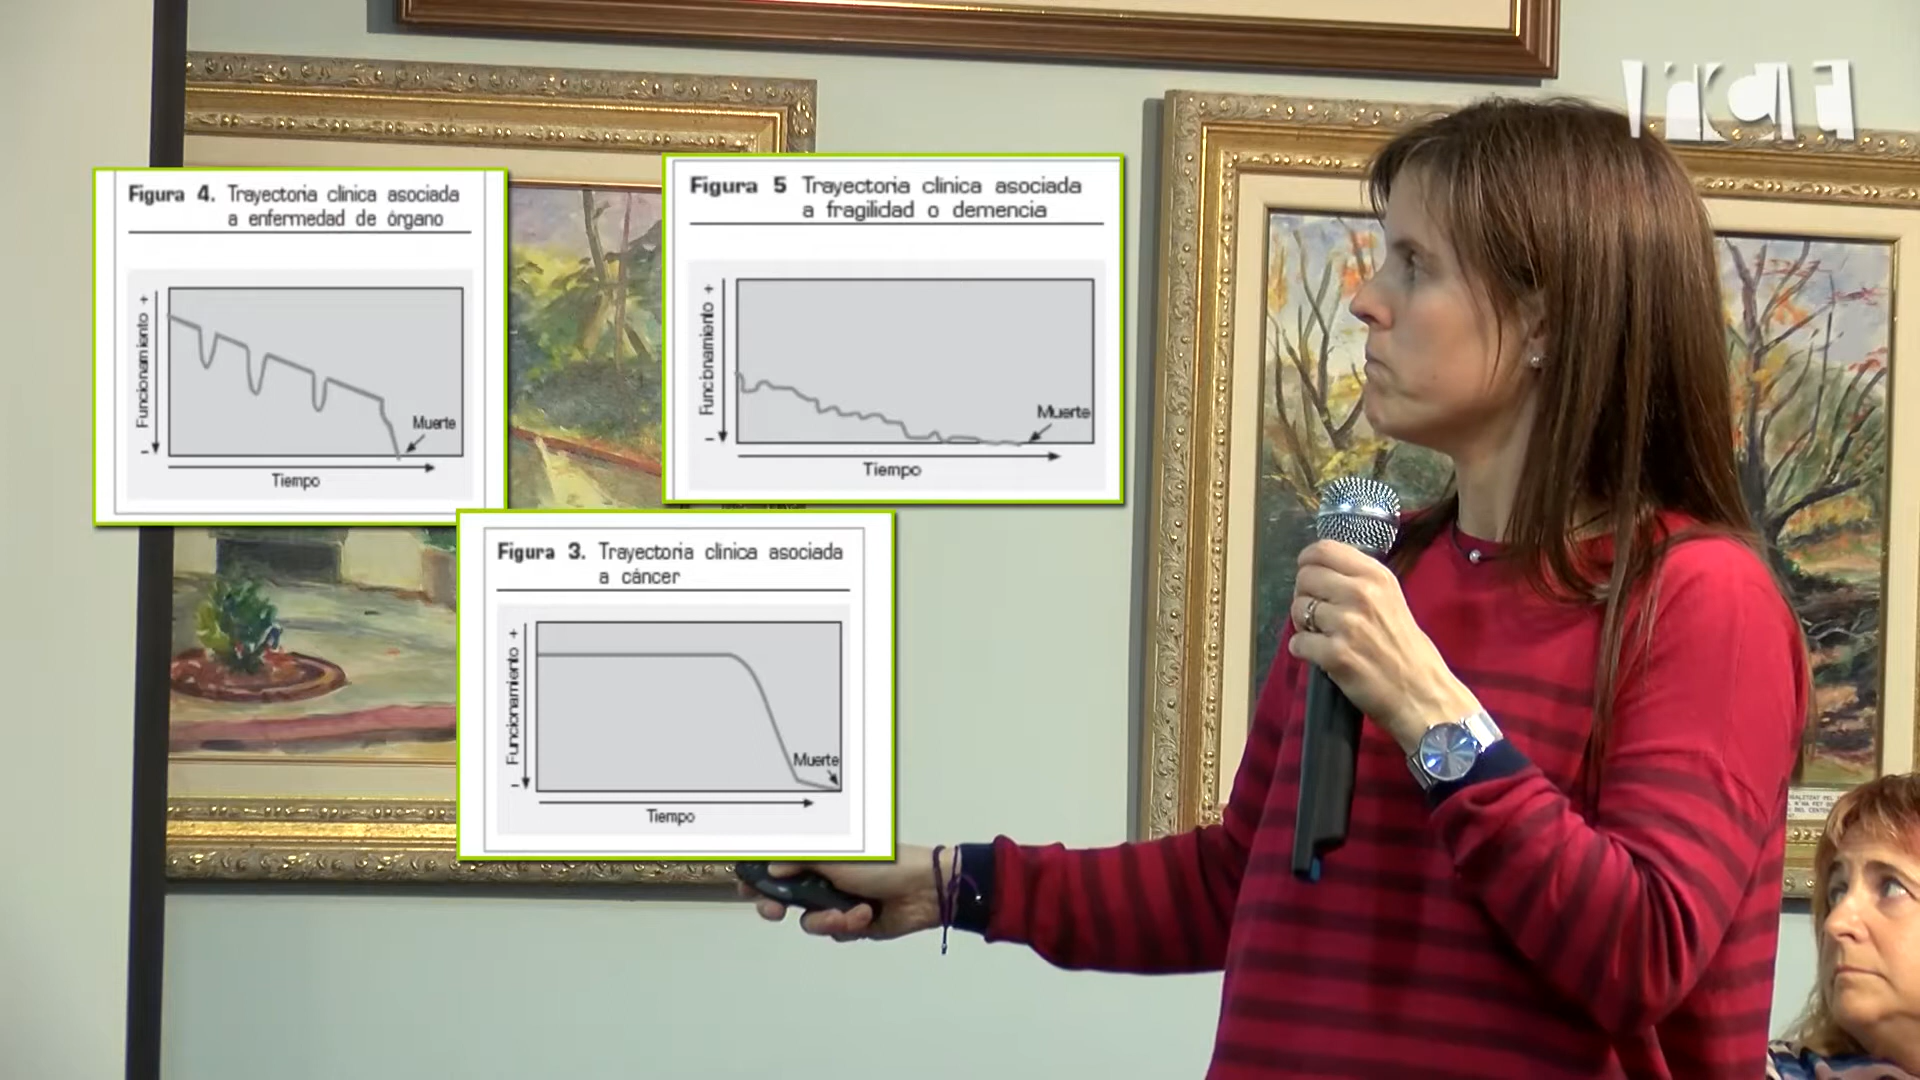 Figura 4. Trayectoria clínica asociada
a enfermedad de órgano
Funcionamiento
+
-
Muerte
Tiempo
Figura 5 Trayectoria clínica asociada
a fragilidad o demencia
Funcionamiento
+
-
Muerte
Tiempo
Figura 3. Trayectoria clínica asociada
a cáncer
Funcionamiento
+
-
Muerte
Tiempo